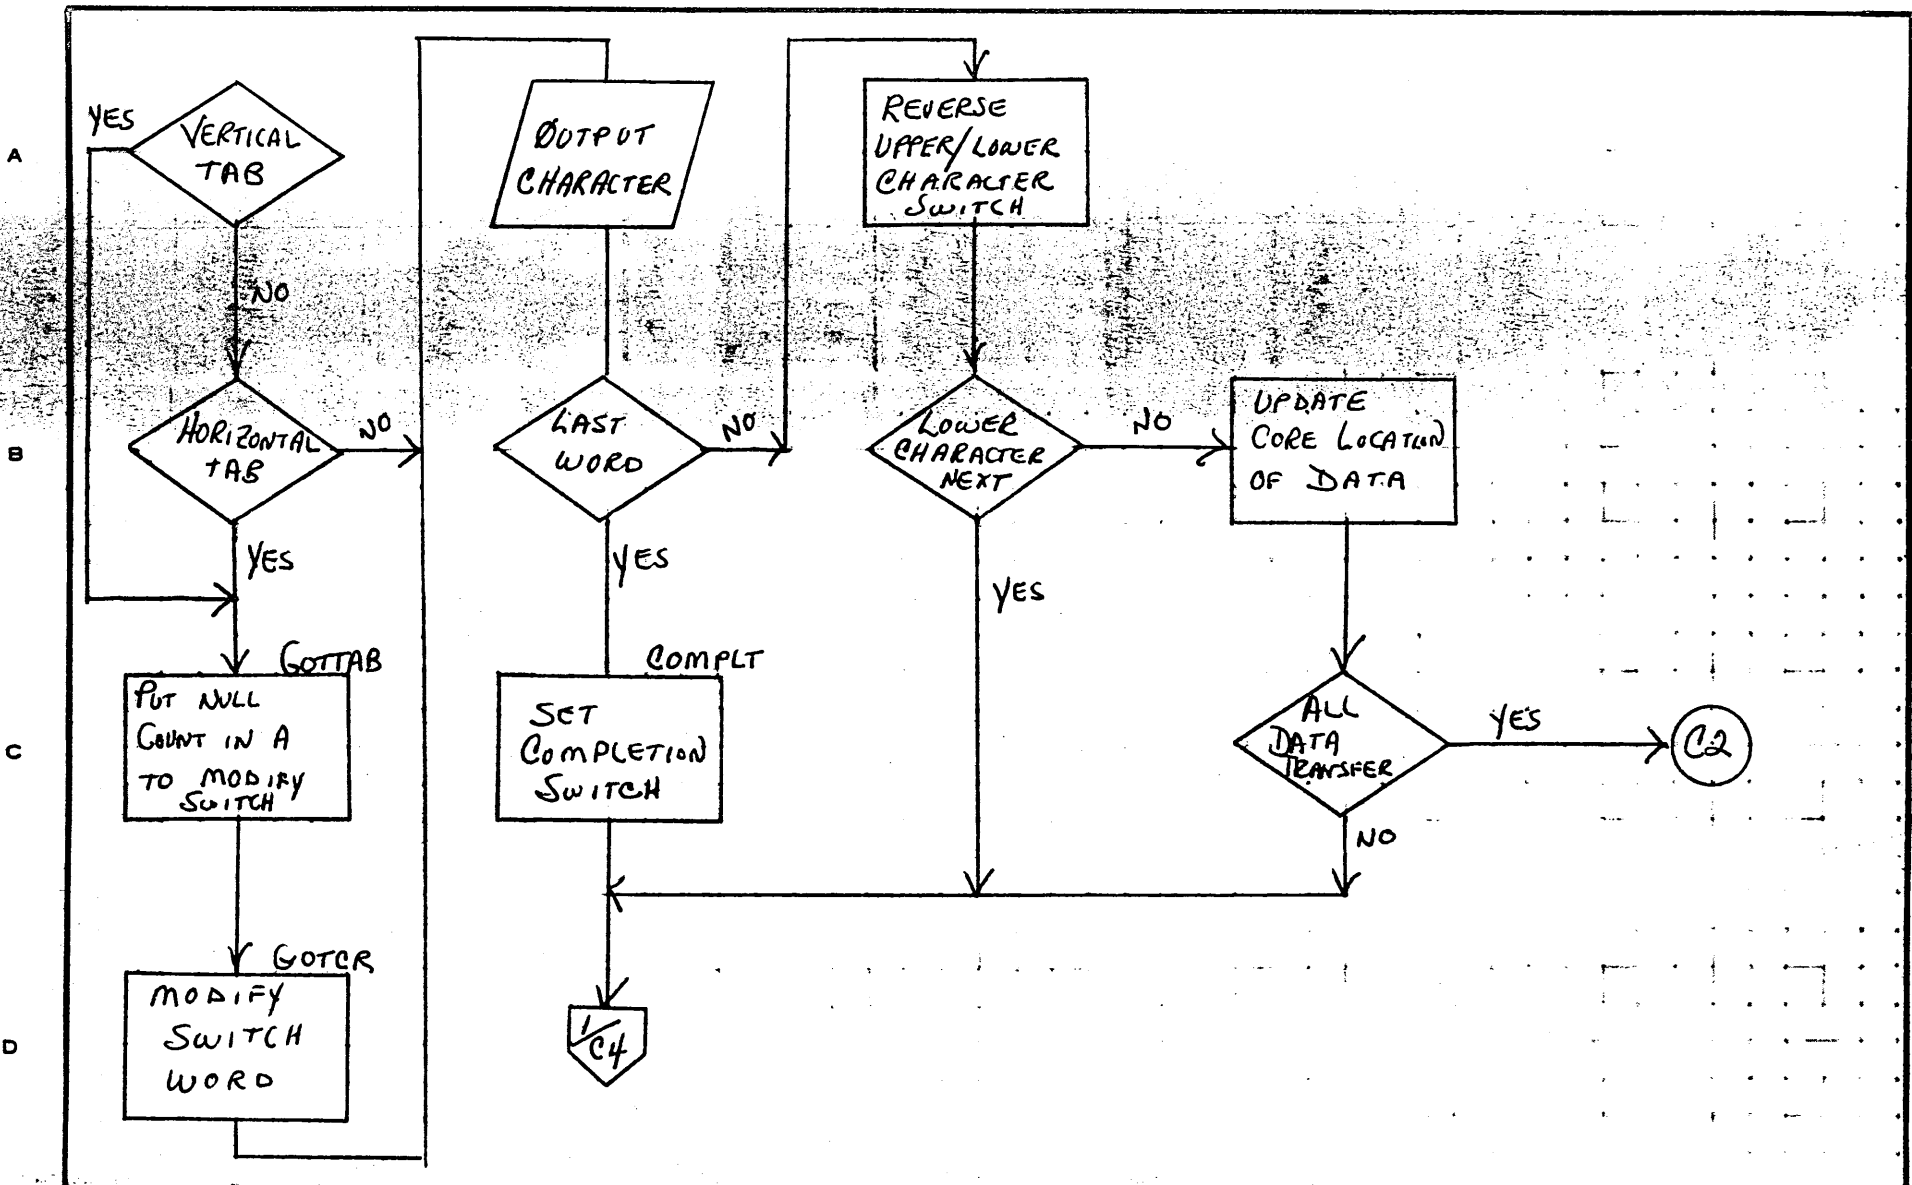 A
YES
VERTICAL
TAB
NO
B
HORIZONTAL
TAB
NO
YES
GOTTAB
C
PUT NULL
COUNT IN A
TO MODIFY
SWITCH
GOTCR
D
MODIFY
SWITCH
WORD
OUTPUT
CHARACTER
LAST
WORD
NO
YES
COMPLT
SET
COMPLETION
SWITCH
1/C4
REVERSE
UPPER/LOWER
CHARACTER
SWITCH
LOWER
CHARACTER
NEXT
NO
YES
UPDATE
CORE LOCATION
OF DATA
ALL
DATA
TRANSFER
YES
C2
NO